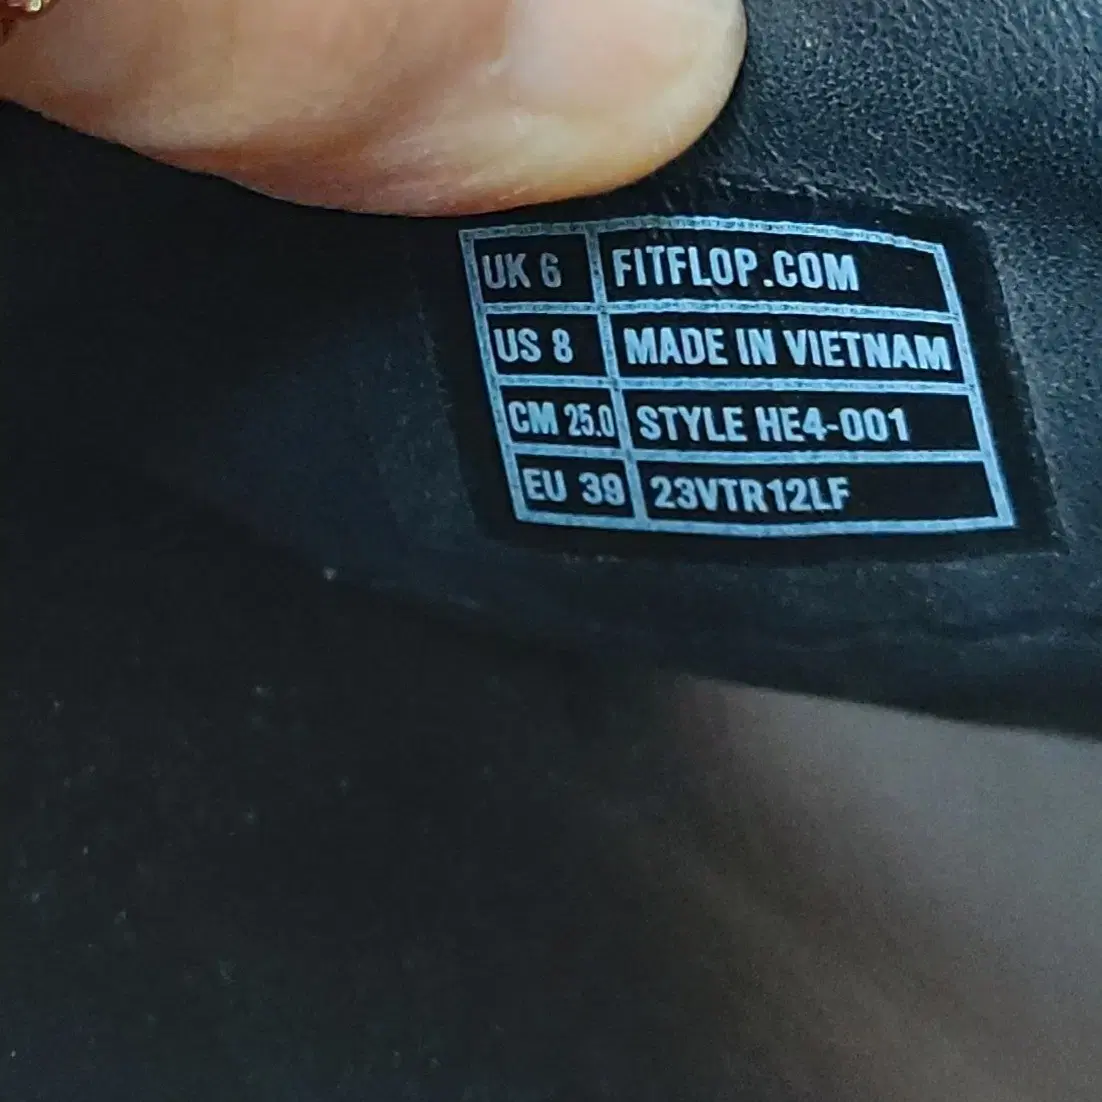 UK 6 FITFLOP.COM
US 8 MADE IN VIETNAM
CM 25.0 STYLE HE4-001
EU 39 23VTR12LF